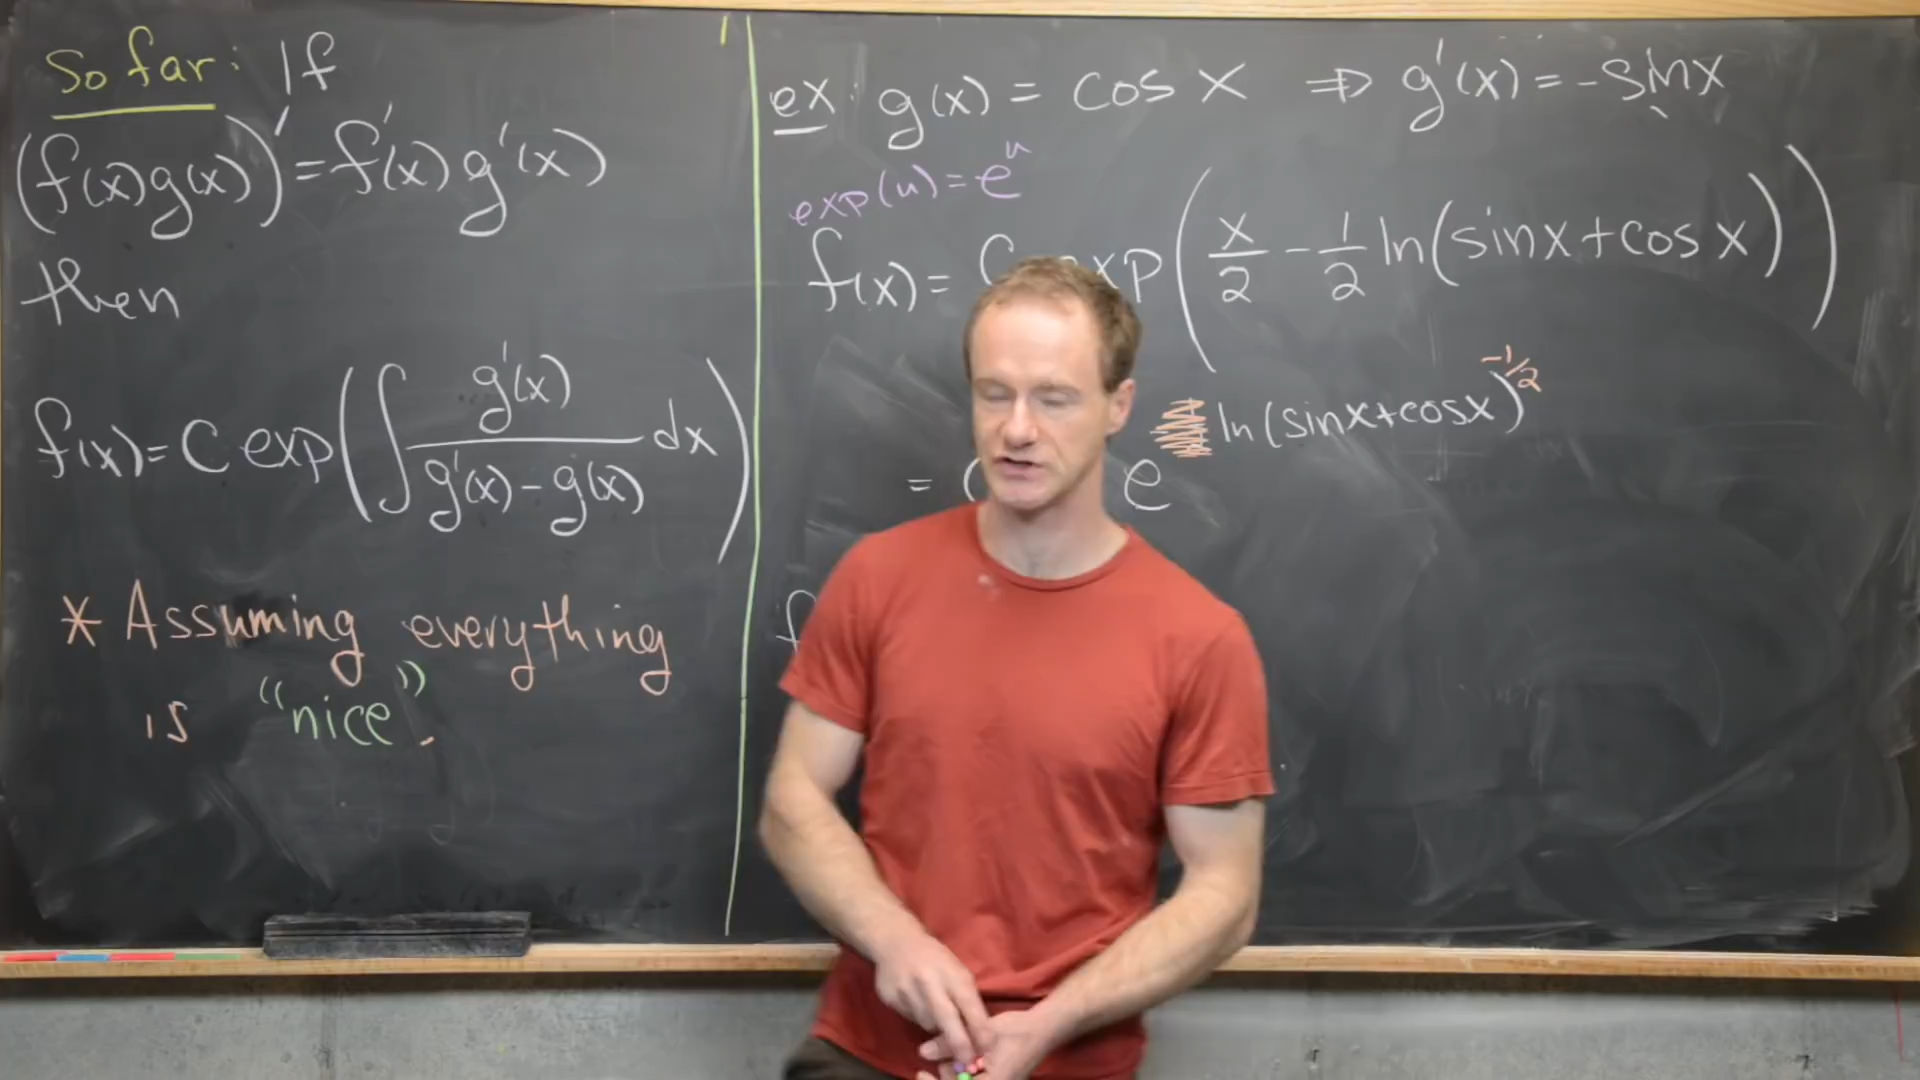 So far: If
(f(x)g(x))' = f'(x)g'(x)
then
f(x) = C exp(∫ g'(x) / (g'(x) - g(x)) dx)
* Assuming everything
is "nice".
ex: g(x) = cos x ⇒ g'(x) = -sin x
exp(u) = e^u
f(x) = C exp(x/2 - 1/2 ln(sin x + cos x))
= e^ln(sin x + cos x)^-1/2
f